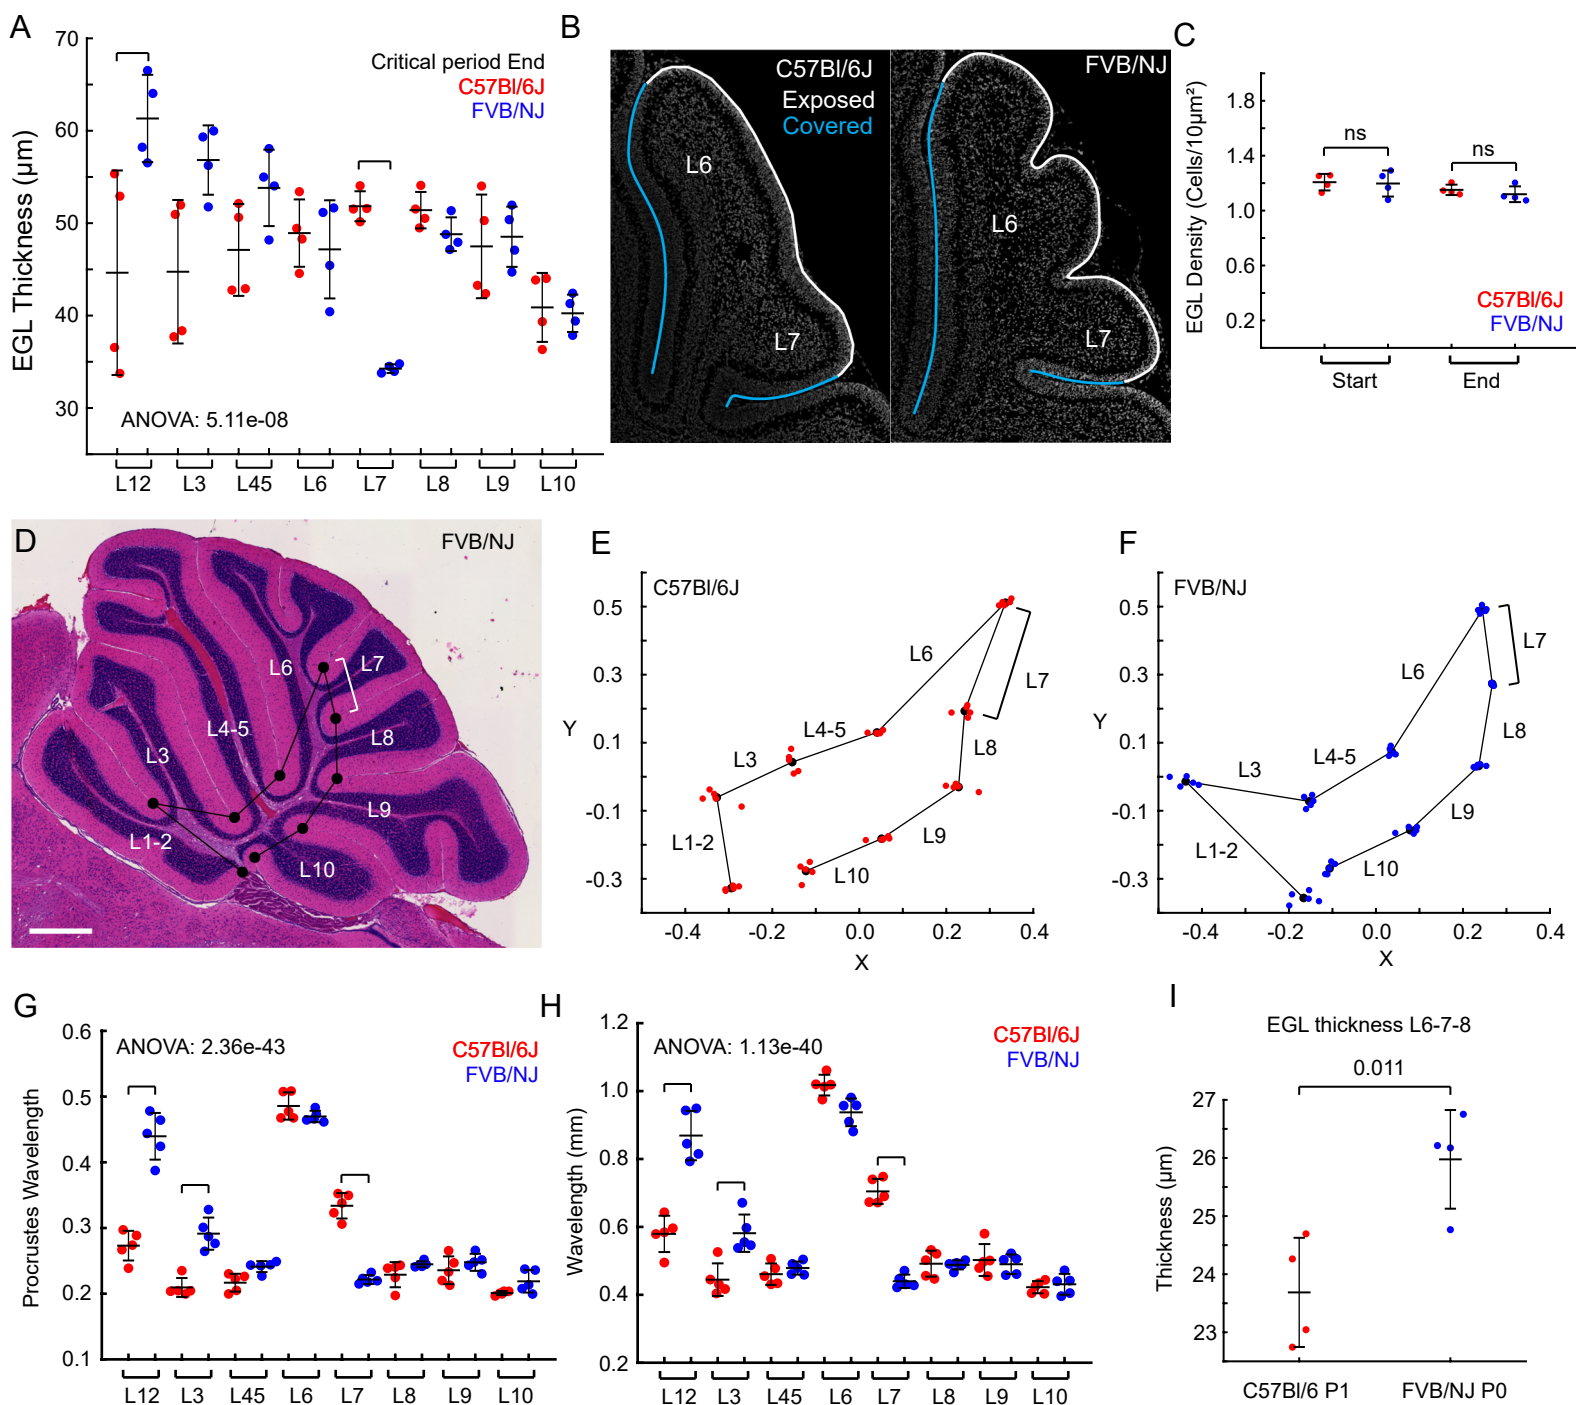 A
70
60
50
40
30
EGL Thickness (µm)
Critical period End
C57Bl/6J
FVB/NJ
ANOVA: 5.11e-08
L12 L3 L45 L6 L7 L8 L9 L10
B
C57Bl/6J
Exposed
Covered
L6
L7
FVB/NJ
L6
L7
C
1.8
1.4
1.0
0.6
0.2
EGL Density (Cells/10µm²)
ns
ns
C57Bl/6J
FVB/NJ
Start End
D
FVB/NJ
L6
L7
L4-5
L3
L8
L9
L1-2
L10
E
C57Bl/6J
0.5
0.3
0.1
-0.1
-0.3
Y
L6
L7
L4-5
L3
L8
L1-2
L9
L10
-0.4 -0.2 0.0 0.2 0.4
X
F
FVB/NJ
0.5
0.3
0.1
-0.1
-0.3
Y
L7
L6
L8
L3
L4-5
L9
L1-2
L10
-0.4 -0.2 0.0 0.2 0.4
X
G
0.6
0.5
0.4
0.3
0.2
0.1
Procrustes Wavelength
ANOVA: 2.36e-43
C57Bl/6J
FVB/NJ
L12 L3 L45 L6 L7 L8 L9 L10
H
1.2
1.0
0.8
0.6
0.4
0.2
Wavelength (mm)
ANOVA: 1.13e-40
C57Bl/6J
FVB/NJ
L12 L3 L45 L6 L7 L8 L9 L10
I
EGL thickness L6-7-8
0.011
27
26
25
24
23
Thickness (µm)
C57Bl/6 P1 FVB/NJ P0